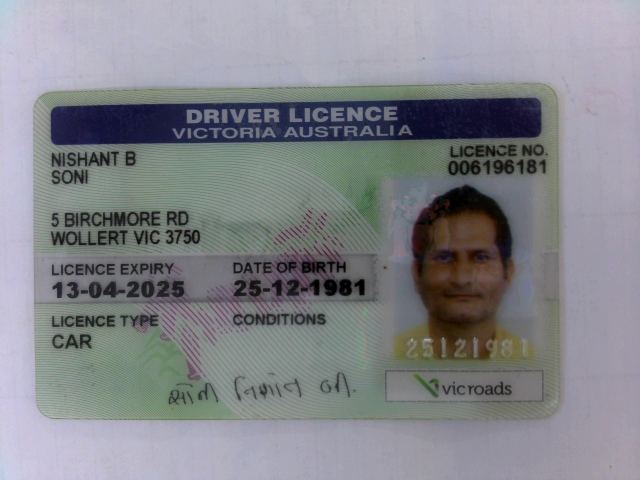 DRIVER LICENCE
VICTORIA AUSTRALIA
NISHANT B
SONI
LICENCE NO.
006196181
5 BIRCHMORE RD
WOLLERT VIC 3750
LICENCE EXPIRY
13-04-2025
DATE OF BIRTH
25-12-1981
LICENCE TYPE
CAR
CONDITIONS
25121981
સોની નિશાંત બી.
vicroads